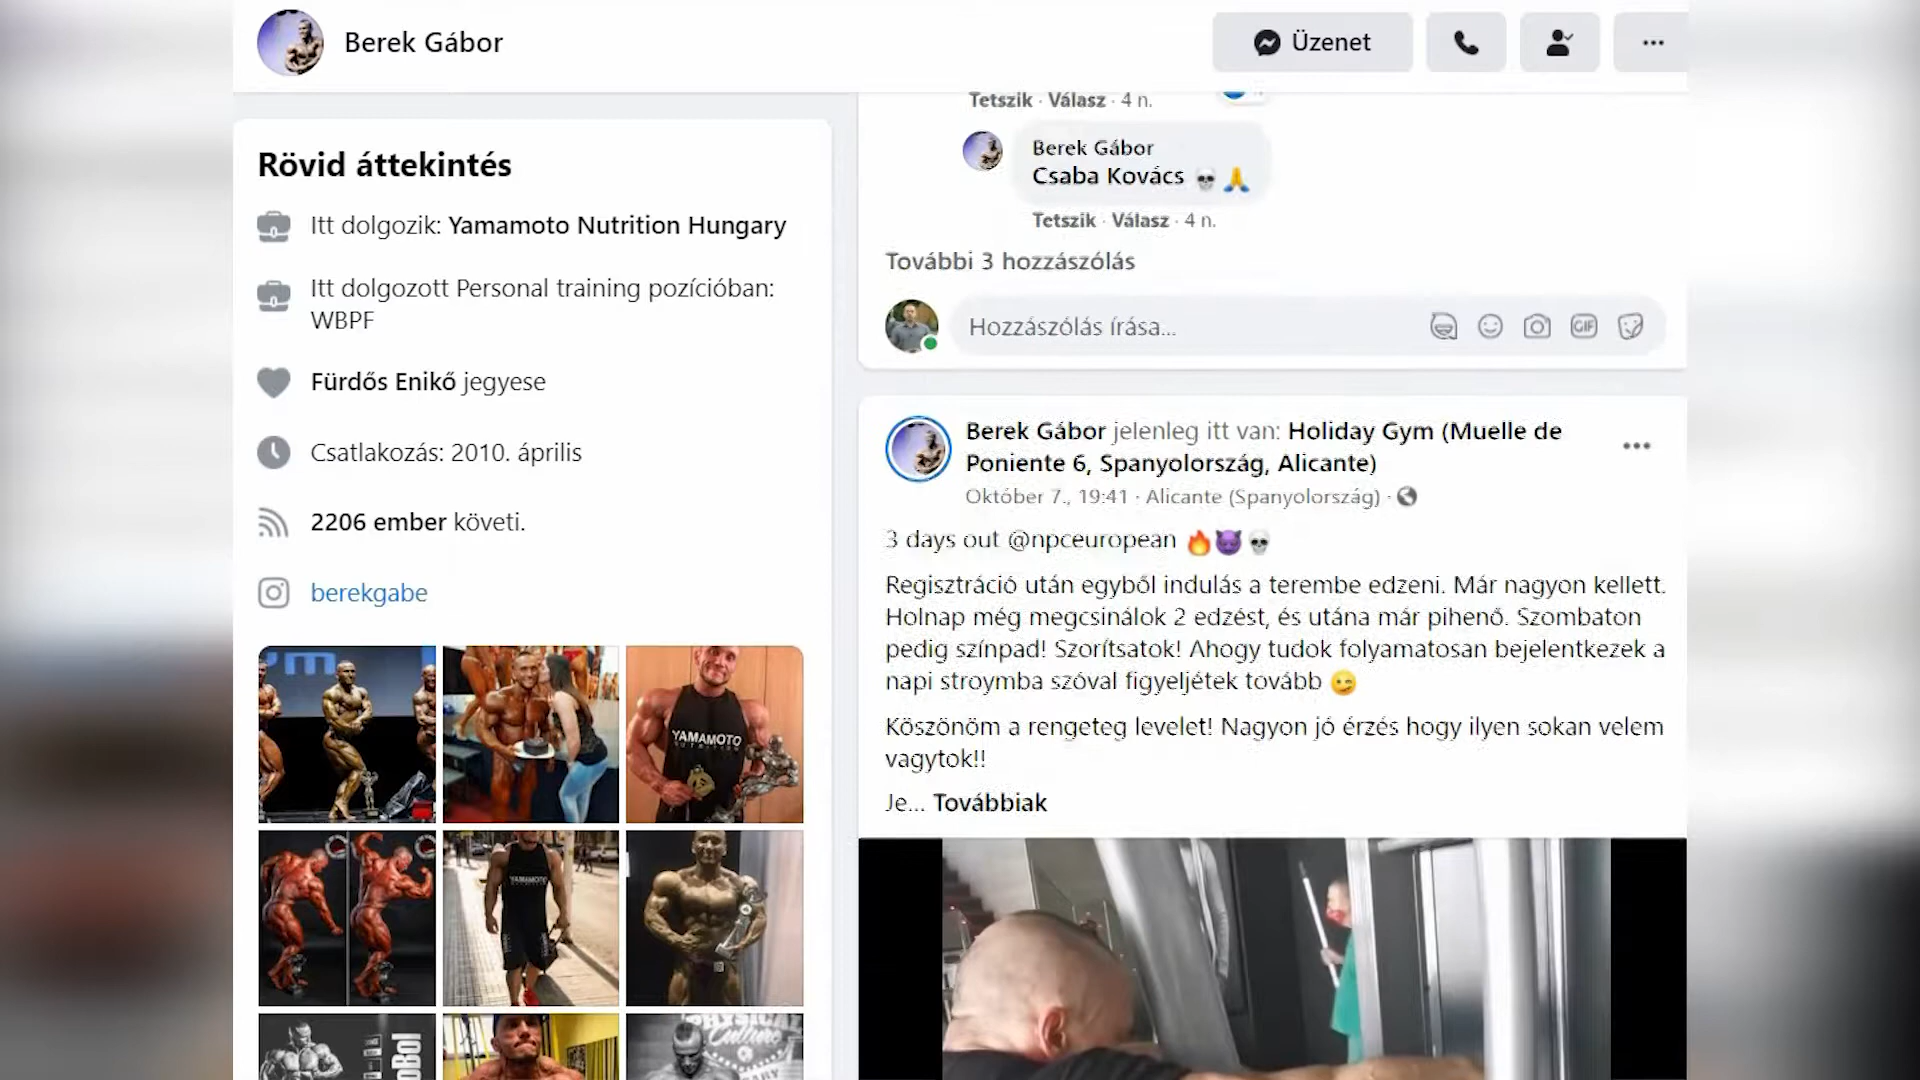 Berek Gábor
Üzenet
Rövid áttekintés
Itt dolgozik: Yamamoto Nutrition Hungary
Itt dolgozott Personal training pozícióban:
WBPF
Fürdős Enikő jegyese
Csatlakozás: 2010. április
2206 ember követi.
berekgabe
YAMAMOTO
NUTRITION
YAMAMOTO
Tetszik · Válasz · 4 n.
Berek Gábor
Csaba Kovács 💀🙏
Tetszik · Válasz · 4 n.
További 3 hozzászólás
Hozzászólás írása...
GIF
Berek Gábor jelenleg itt van: Holiday Gym (Muelle de
Poniente 6, Spanyolország, Alicante)
Október 7., 19:41 · Alicante (Spanyolország) ·
3 days out @npceuropean 🔥😈💀
Regisztráció után egyből indulás a terembe edzeni. Már nagyon kellett.
Holnap még megcsinálok 2 edzést, és utána már pihenő. Szombaton
pedig színpad! Szorítsatok! Ahogy tudok folyamatosan bejelentkezek a
napi stroymba szóval figyeljétek tovább 😉
Köszönöm a rengeteg levelet! Nagyon jó érzés hogy ilyen sokan velem
vagytok!!
Je... Továbbiak